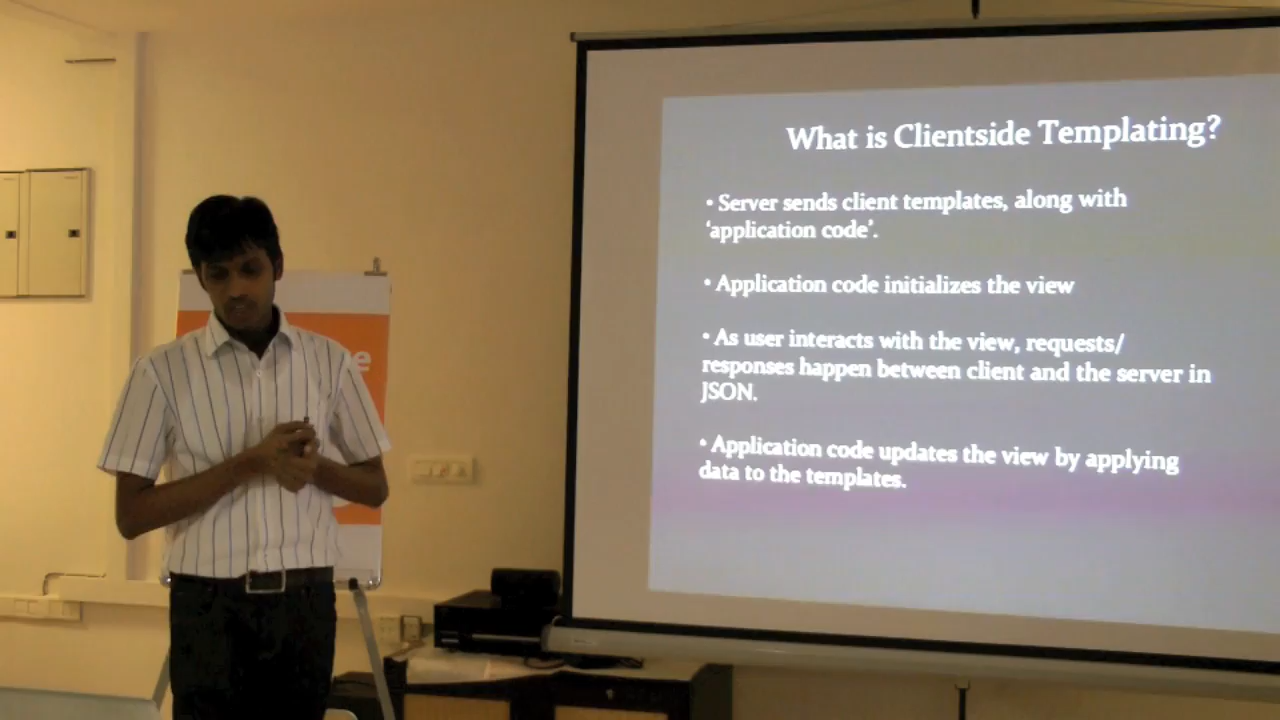 What is Clientside Templating?
• Server sends client templates, along with
‘application code’.
• Application code initializes the view
• As user interacts with the view, requests/
responses happen between client and the server in
JSON.
• Application code updates the view by applying
data to the templates.